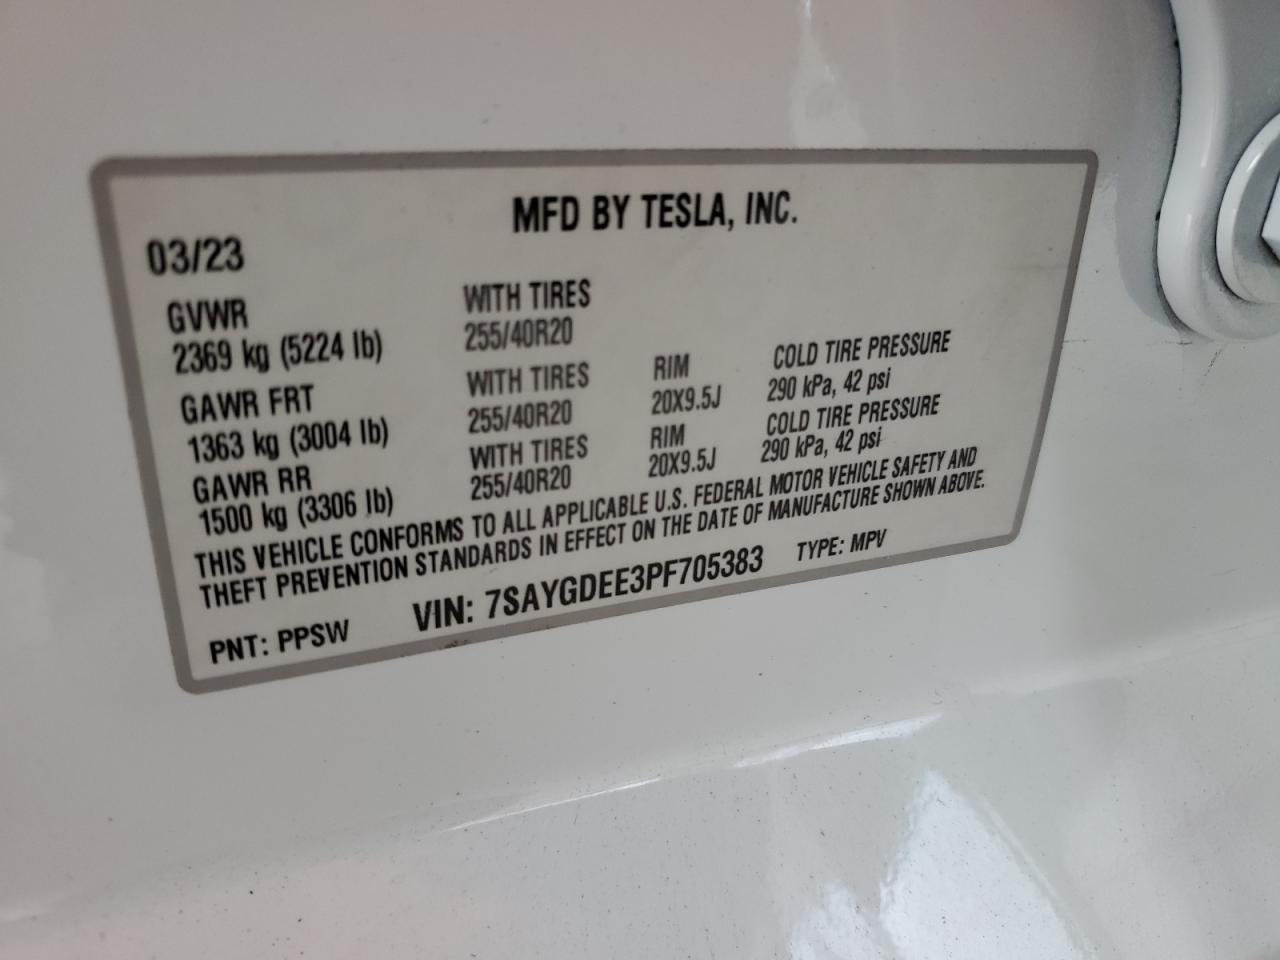 MFD BY TESLA, INC.
03/23
GVWR WITH TIRES
2369 kg (5224 lb) 255/40R20
GAWR FRT WITH TIRES RIM COLD TIRE PRESSURE
1363 kg (3004 lb) 255/40R20 20X9.5J 290 kPa, 42 psi
GAWR RR WITH TIRES RIM COLD TIRE PRESSURE
1500 kg (3306 lb) 255/40R20 20X9.5J 290 kPa, 42 psi
THIS VEHICLE CONFORMS TO ALL APPLICABLE U.S. FEDERAL MOTOR VEHICLE SAFETY AND
THEFT PREVENTION STANDARDS IN EFFECT ON THE DATE OF MANUFACTURE SHOWN ABOVE.
PNT: PPSW VIN: 7SAYGDEE3PF705383 TYPE: MPV